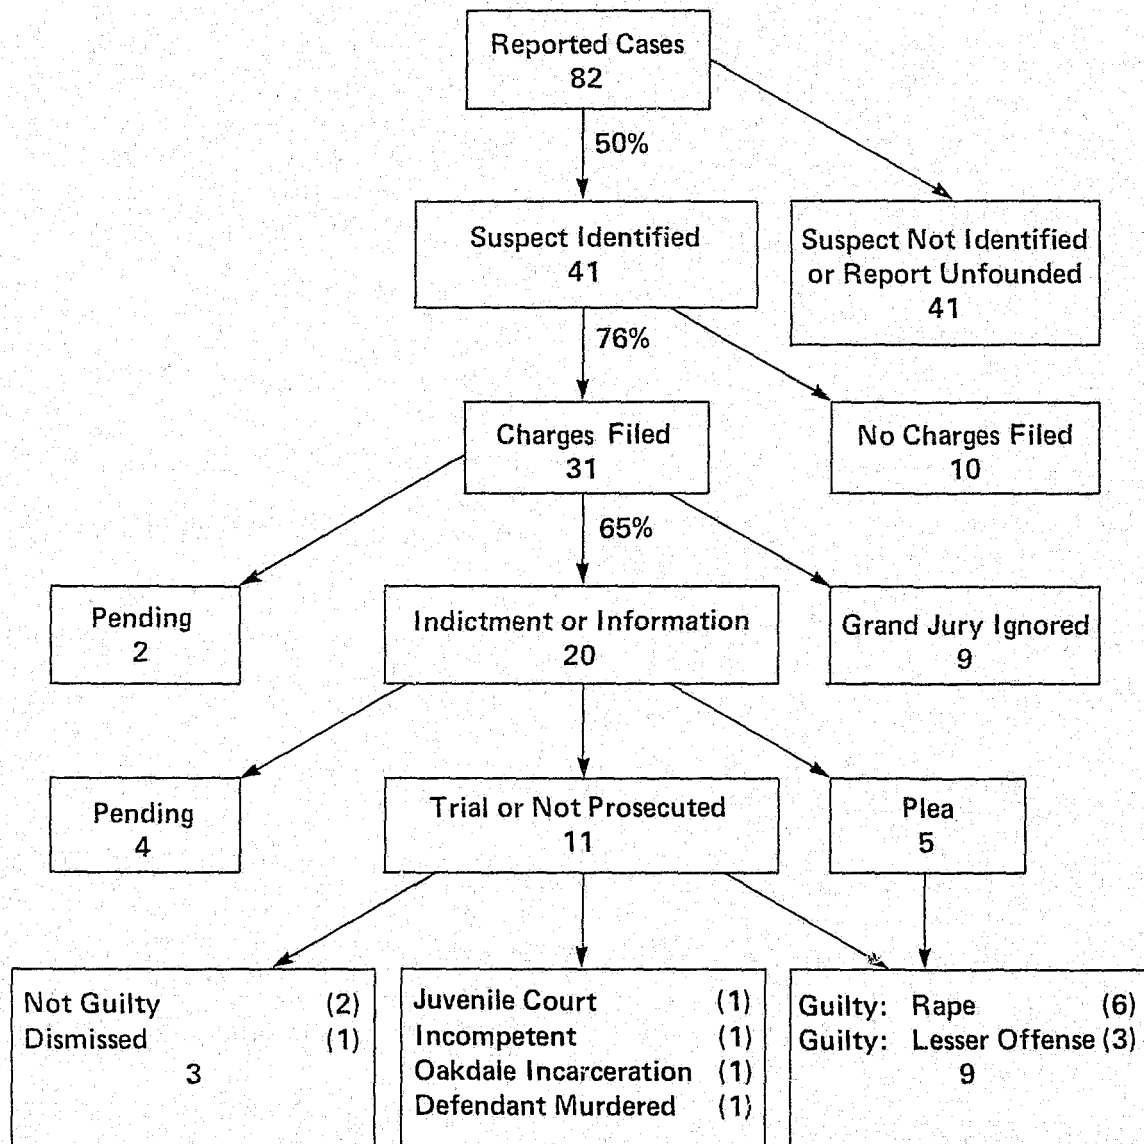 Reported Cases
82
50%
Suspect Identified
41
Suspect Not Identified
or Report Unfounded
41
76%
Charges Filed
31
No Charges Filed
10
65%
Pending
2
Indictment or Information
20
Grand Jury Ignored
9
Pending
4
Trial or Not Prosecuted
11
Plea
5
Not Guilty (2)
Dismissed (1)
3
Juvenile Court (1)
Incompetent (1)
Oakdale Incarceration (1)
Defendant Murdered (1)
Guilty: Rape (6)
Guilty: Lesser Offense (3)
9